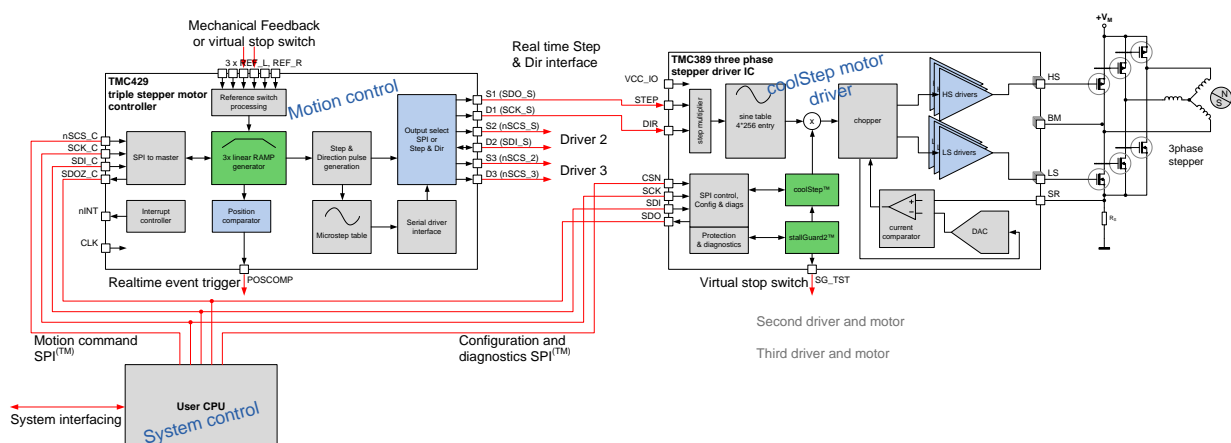 Mechanical Feedback
or virtual stop switch
3 x REF_L, REF_R
TMC429
triple stepper motor
controller
Reference switch
processing
Motion control
nSCS_C
SCK_C
SDI_C
SDOZ_C
SPI to master
3x linear RAMP
generator
Step &
Direction pulse
generation
Output select
SPI or
Step & Dir
nINT
Interrupt
controller
Position
comparator
Microstep table
Serial driver
interface
CLK
Realtime event trigger
POSCOMP
S1 (SDO_S)
D1 (SCK_S)
S2 (nSCS_S)
D2 (SDI_S)
S3 (nSCS_2)
D3 (nSCS_3)
Driver 2
Driver 3
Real time Step
& Dir interface
TMC389 three phase
stepper driver IC
coolStep motor
driver
VCC_IO
STEP
DIR
step multiplier
sine table
4*256 entry
x
chopper
HS drivers
LS drivers
CSN
SCK
SDI
SDO
SPI control,
Config & diags
Protection
& diagnostics
coolStep™
stallGuard2™
current
comparator
DAC
HS
BM
LS
SR
+VM
RS
N
S
3phase
stepper
Virtual stop switch
SG_TST
Second driver and motor
Third driver and motor
Motion command
SPI(TM)
Configuration and
diagnostics SPI(TM)
User CPU
System control
System interfacing